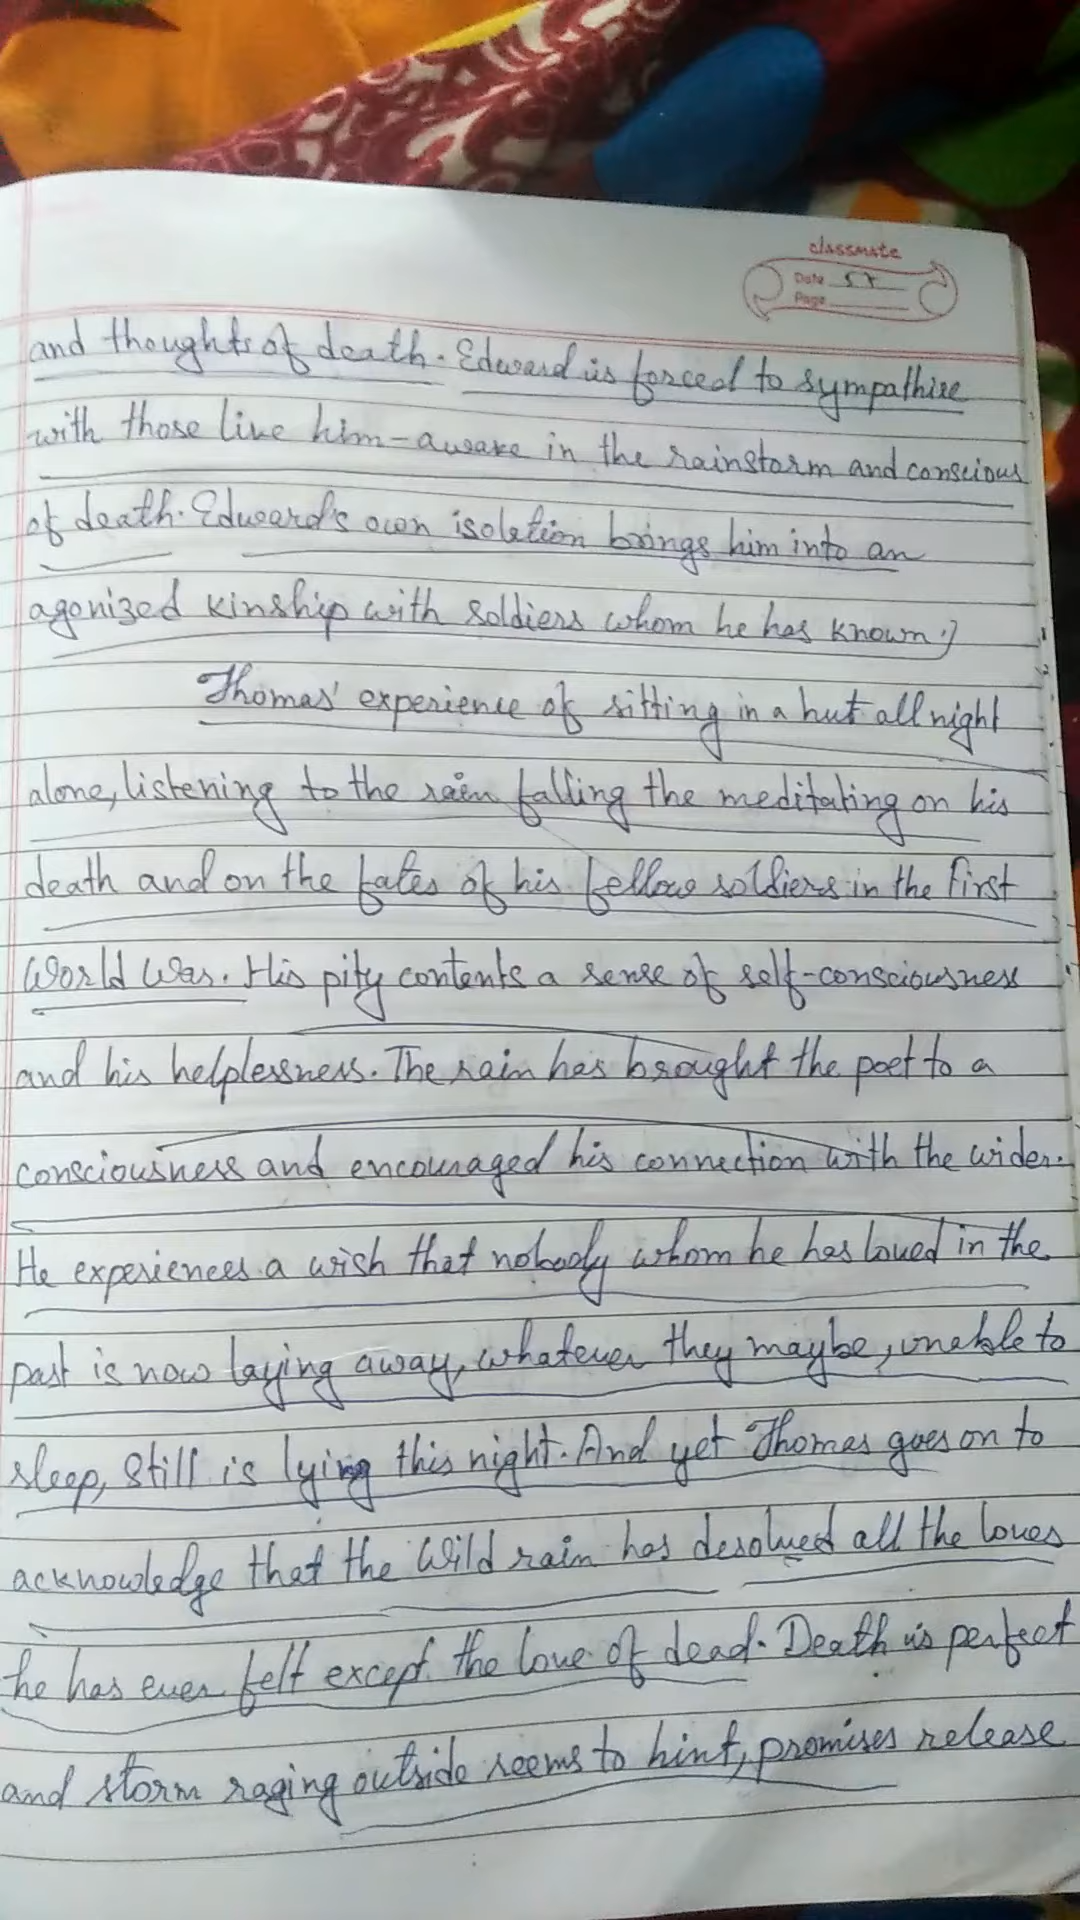 classmate
Date 57
Page
and thoughts of death. Edward is forced to sympathize
with those like him-awake in the rainstorm and conscious
of death. Edward's own isolation brings him into an
agonized kinship with soldiers whom he has known.)
Thomas' experience of sitting in a hut all night
alone, listening to the rain falling the meditating on his
death and on the fates of his fellow soldiers in the first
World War. His pity contents a sense of self-consciousness
and his helplessness. The rain has brought the poet to a
consciousness and encouraged his connection with the wider.
He experiences a wish that nobody whom he has loved in the
past is now laying away, whatever they maybe, unable to
sleep, Still is lying this night. And yet Thomas goes on to
acknowledge that the Wild rain has desolved all the loves
he has ever felt except the love of dead. Death is perfect
and storm raging outside seems to hint, promises release